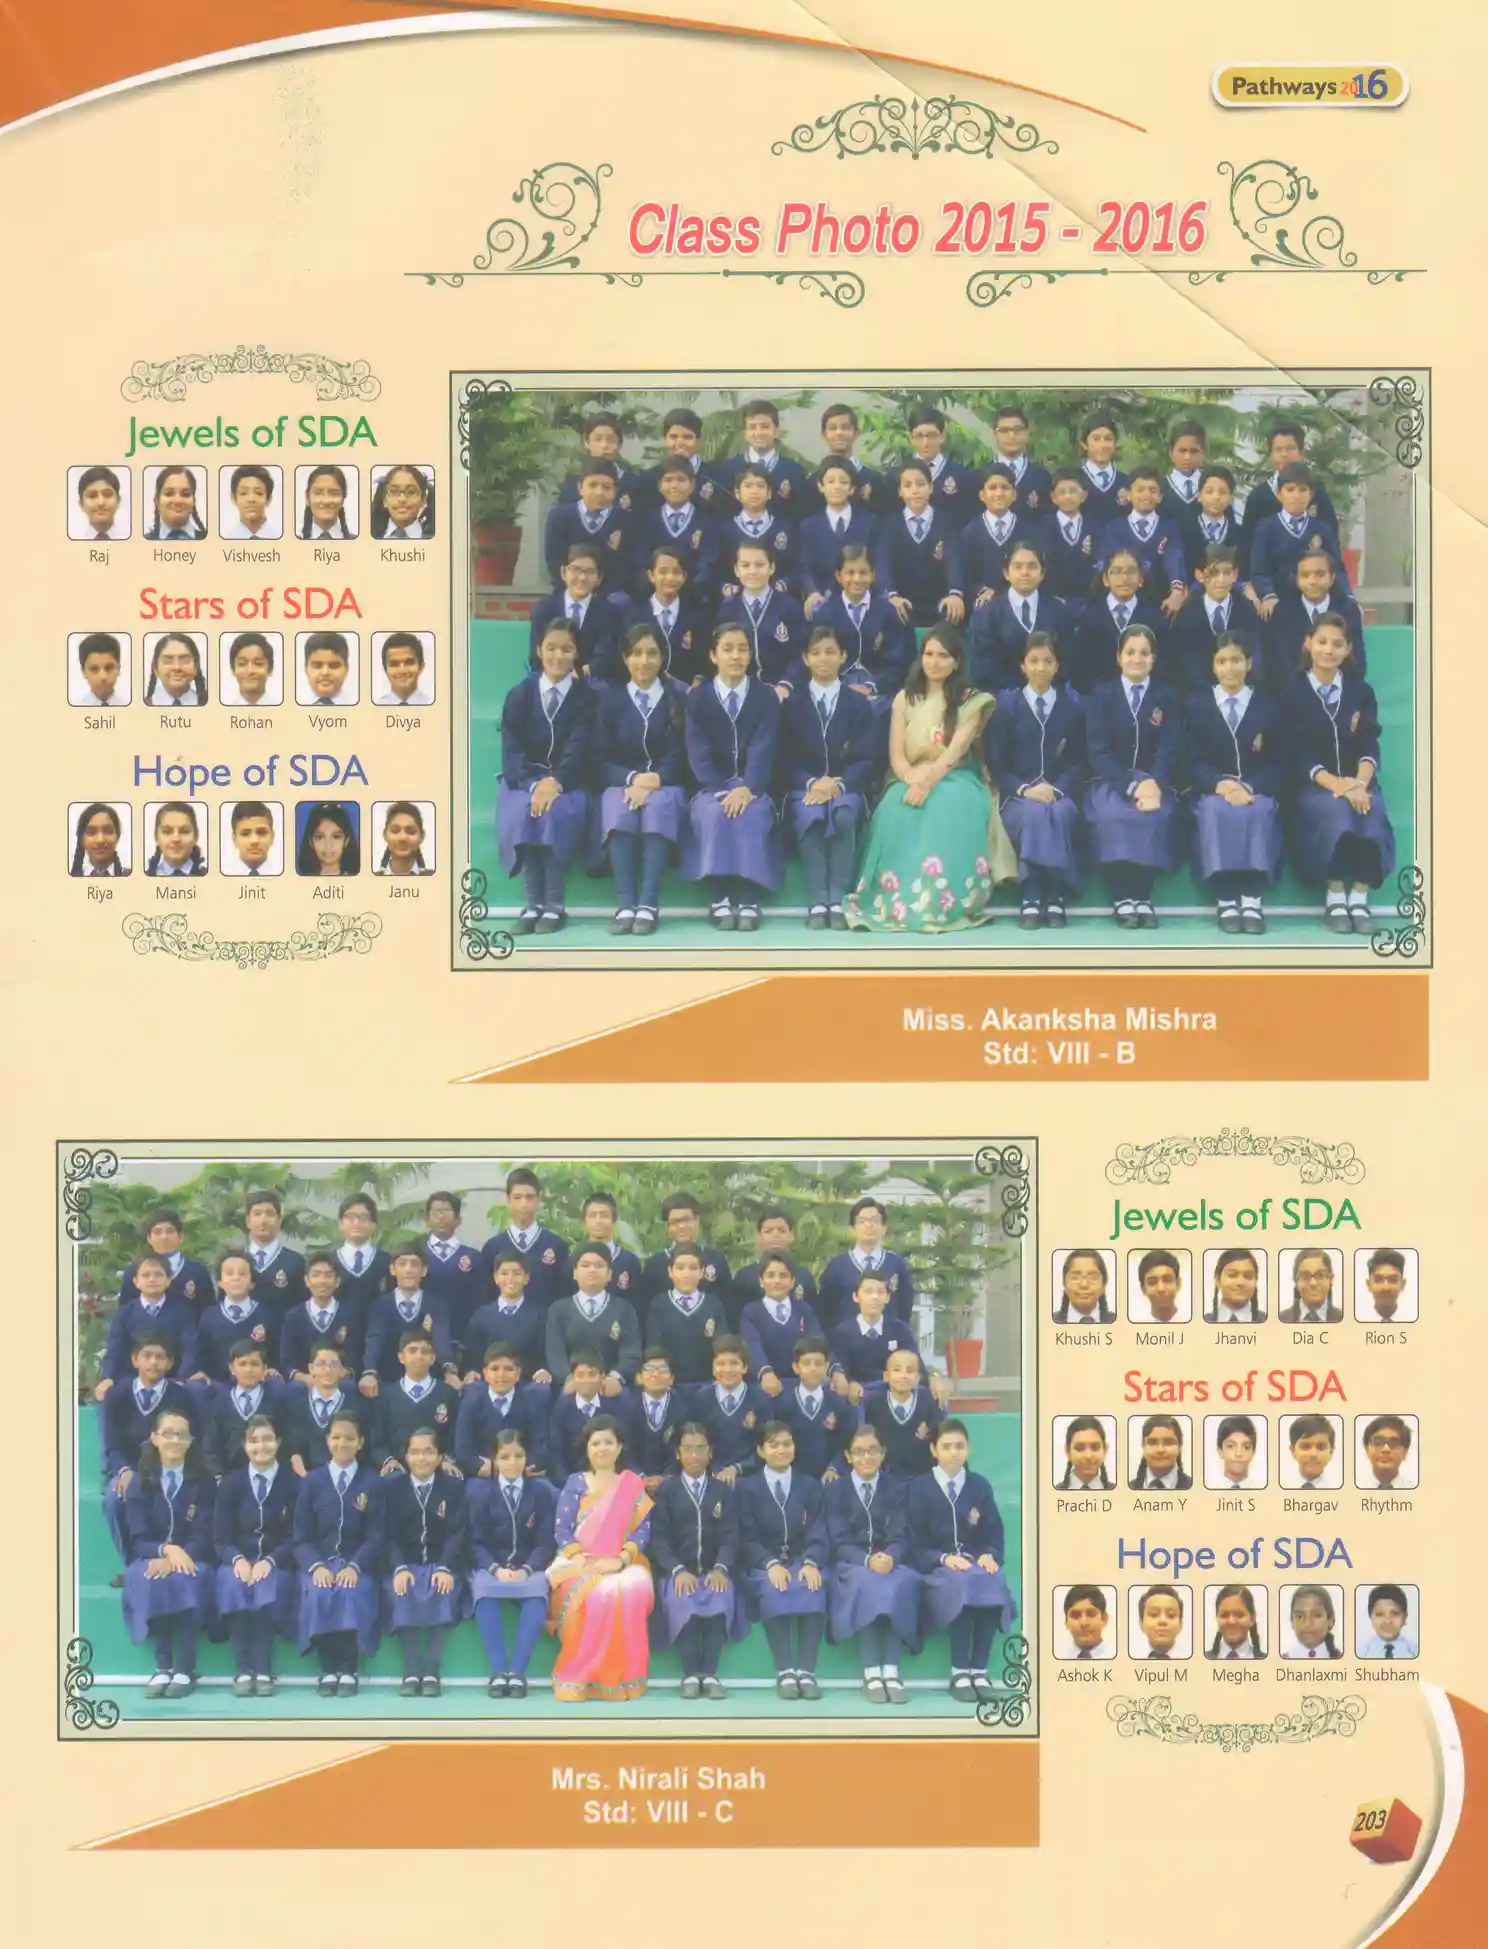 Pathways 2016
Class Photo 2015 - 2016
Jewels of SDA
Raj Honey Vishvesh Riya Khushi
Stars of SDA
Sahil Rutu Rohan Vyom Divya
Hope of SDA
Riya Mansi Jinit Aditi Janu
Miss. Akanksha Mishra
Std: VIII - B
Jewels of SDA
Khushi S Monil J Jhanvi Dia C Rion S
Stars of SDA
Prachi D Anam Y Jinit S Bhargav Rhythm
Hope of SDA
Ashok K Vipul M Megha Dhanlaxmi Shubham
Mrs. Nirali Shah
Std: VIII - C
203